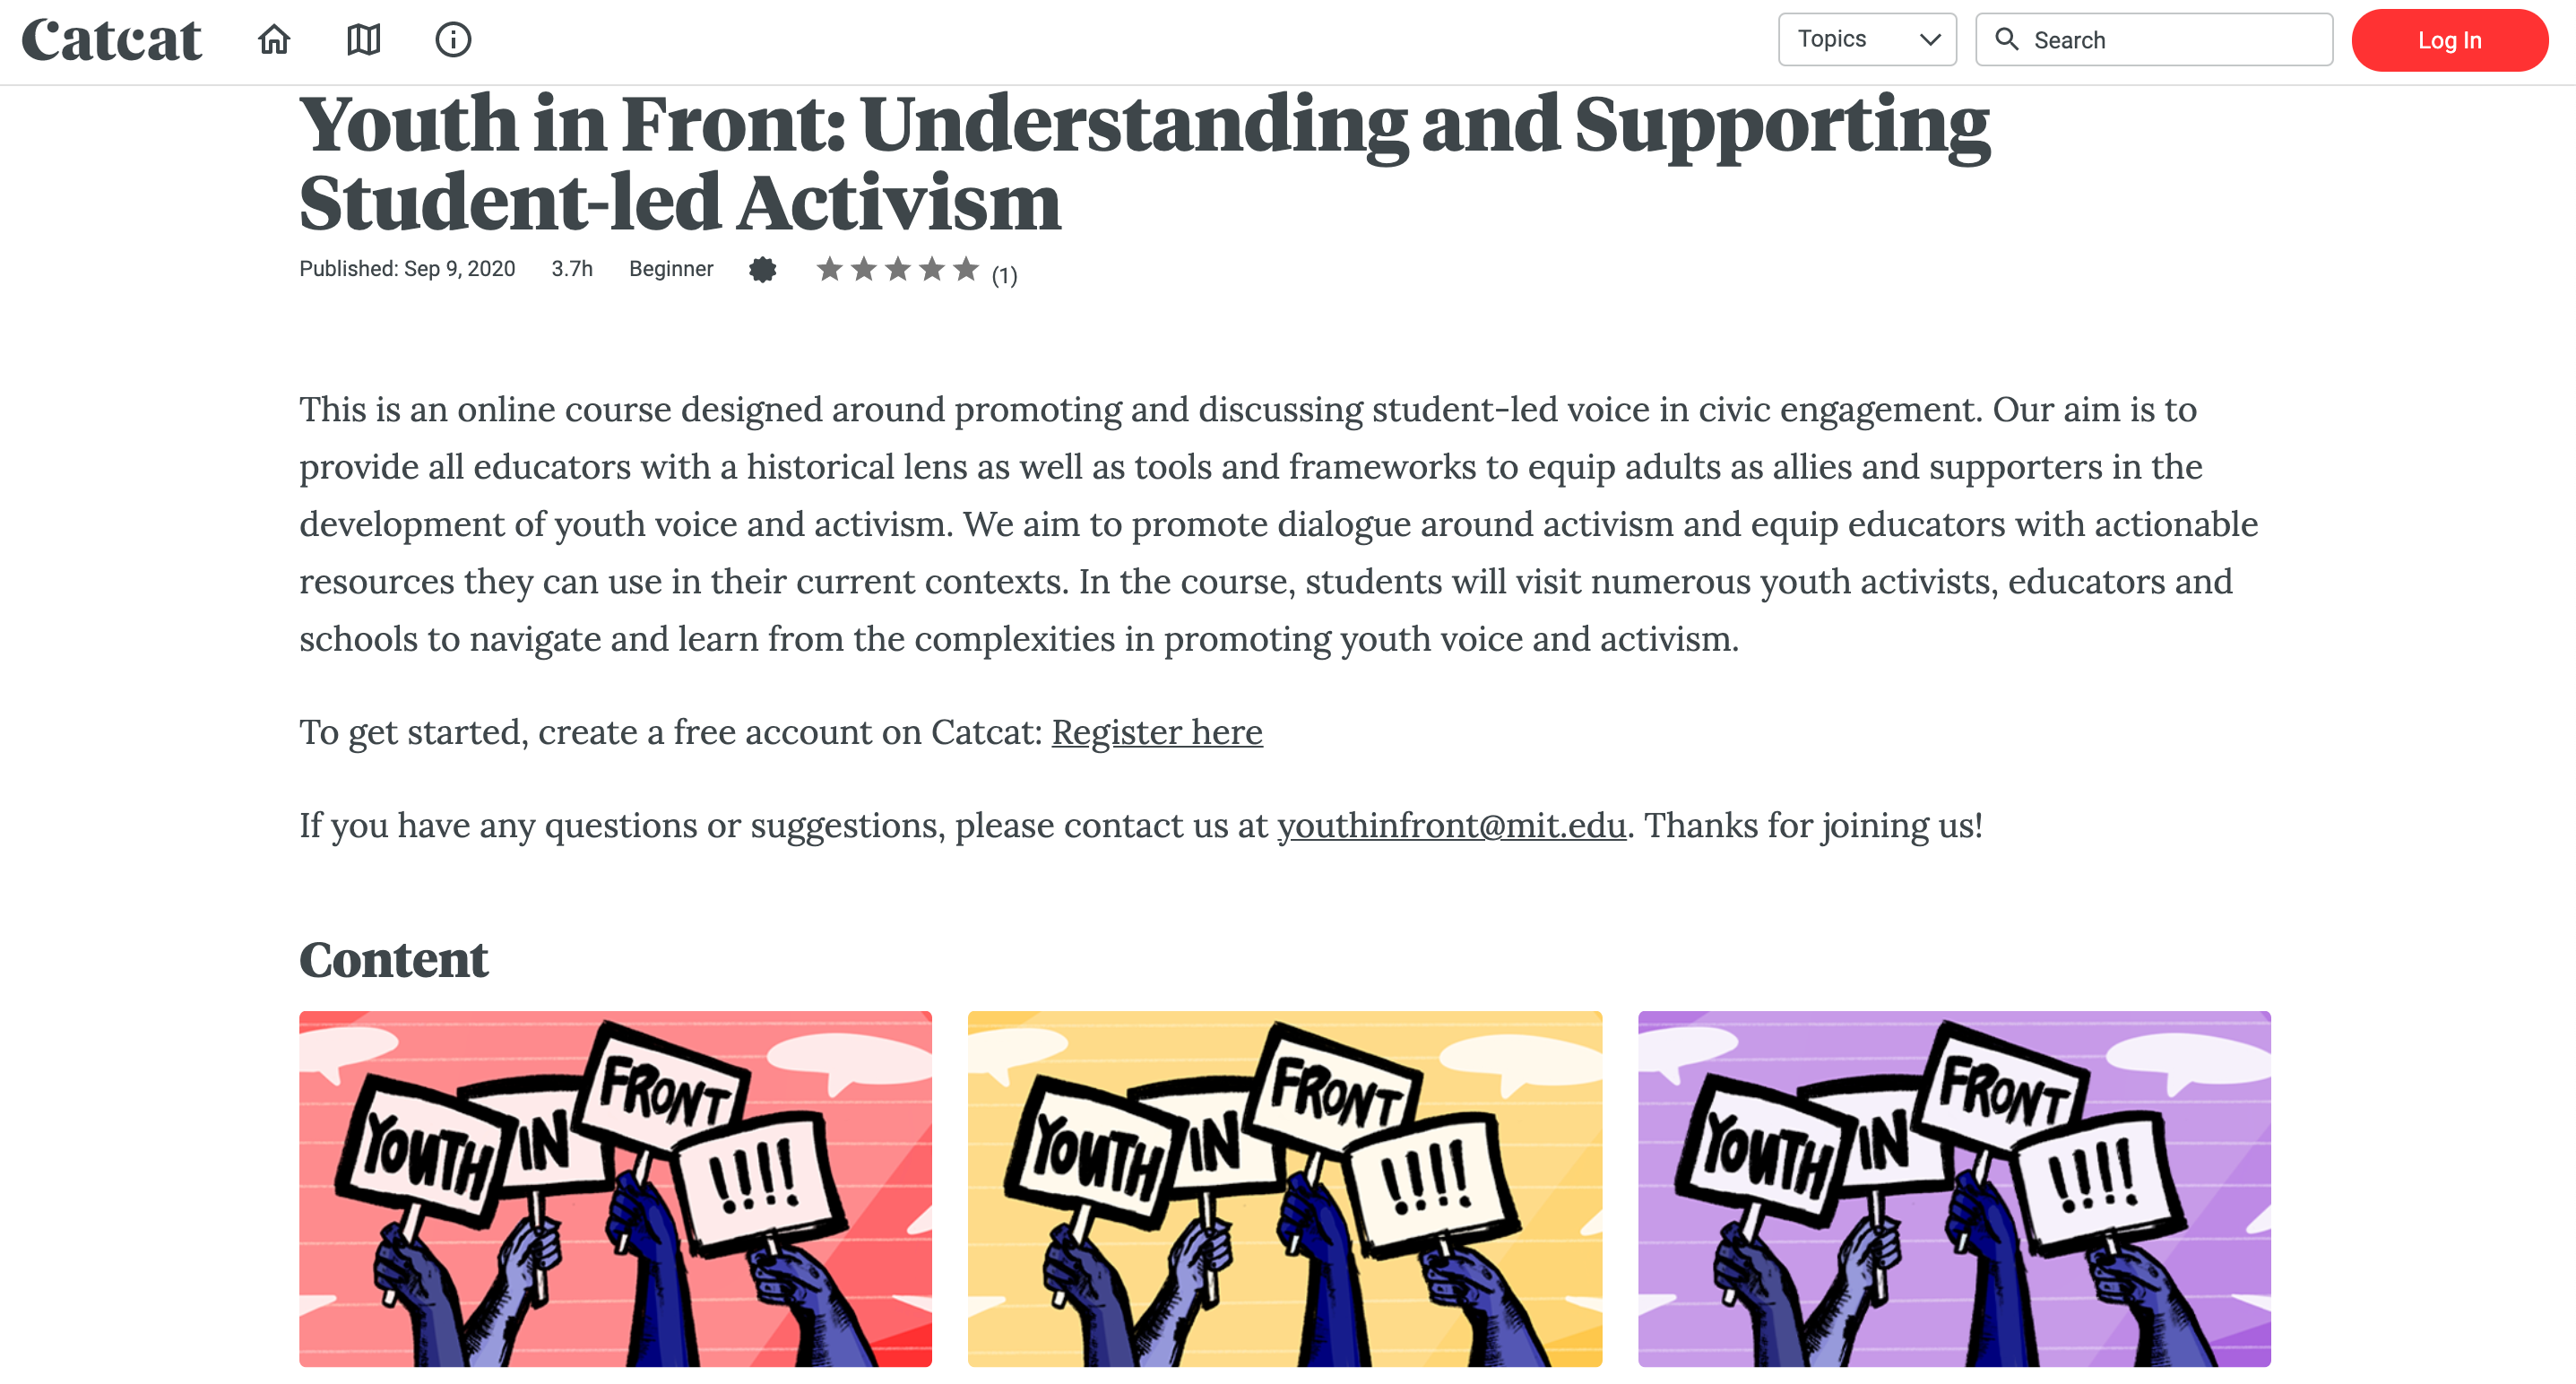 Catcat
Topics
Search
Log In
Youth in Front: Understanding and Supporting
Student-led Activism
Published: Sep 9, 2020 3.7h Beginner (1)
This is an online course designed around promoting and discussing student-led voice in civic engagement. Our aim is to
provide all educators with a historical lens as well as tools and frameworks to equip adults as allies and supporters in the
development of youth voice and activism. We aim to promote dialogue around activism and equip educators with actionable
resources they can use in their current contexts. In the course, students will visit numerous youth activists, educators and
schools to navigate and learn from the complexities in promoting youth voice and activism.
To get started, create a free account on Catcat: Register here
If you have any questions or suggestions, please contact us at youthinfront@mit.edu. Thanks for joining us!
Content
YOUTH IN FRONT !!!!
YOUTH IN FRONT !!!!
YOUTH IN FRONT !!!!